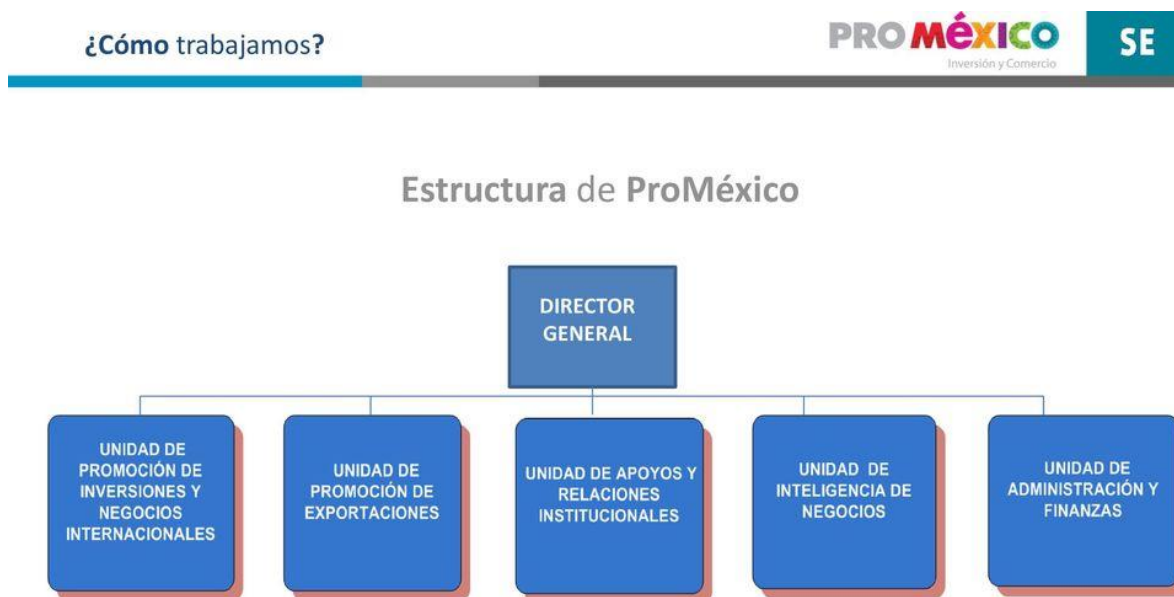 ¿Cómo trabajamos?
PRO MéXICO
Inversión y Comercio
SE
Estructura de ProMéxico
DIRECTOR
GENERAL
UNIDAD DE
PROMOCIÓN DE
INVERSIONES Y
NEGOCIOS
INTERNACIONALES
UNIDAD DE
PROMOCIÓN DE
EXPORTACIONES
UNIDAD DE APOYOS Y
RELACIONES
INSTITUCIONALES
UNIDAD DE
INTELIGENCIA DE
NEGOCIOS
UNIDAD DE
ADMINISTRACIÓN Y
FINANZAS